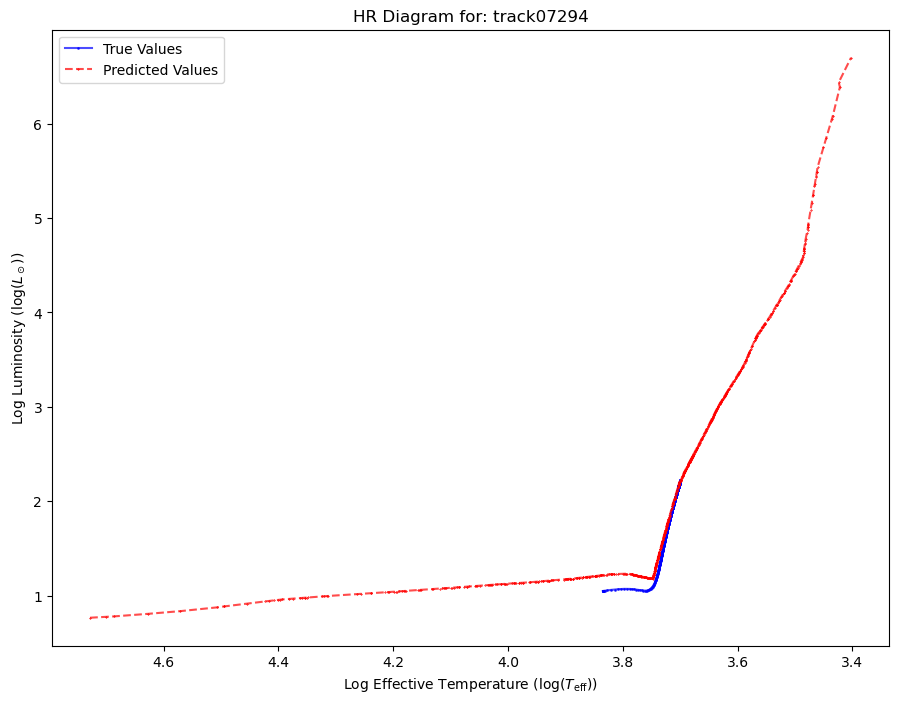 HR Diagram for: track07294
True Values
Predicted Values
Log Luminosity (log(L⊙))
6
5
4
3
2
1
4.6 4.4 4.2 4.0 3.8 3.6 3.4
Log Effective Temperature (log(Teff))